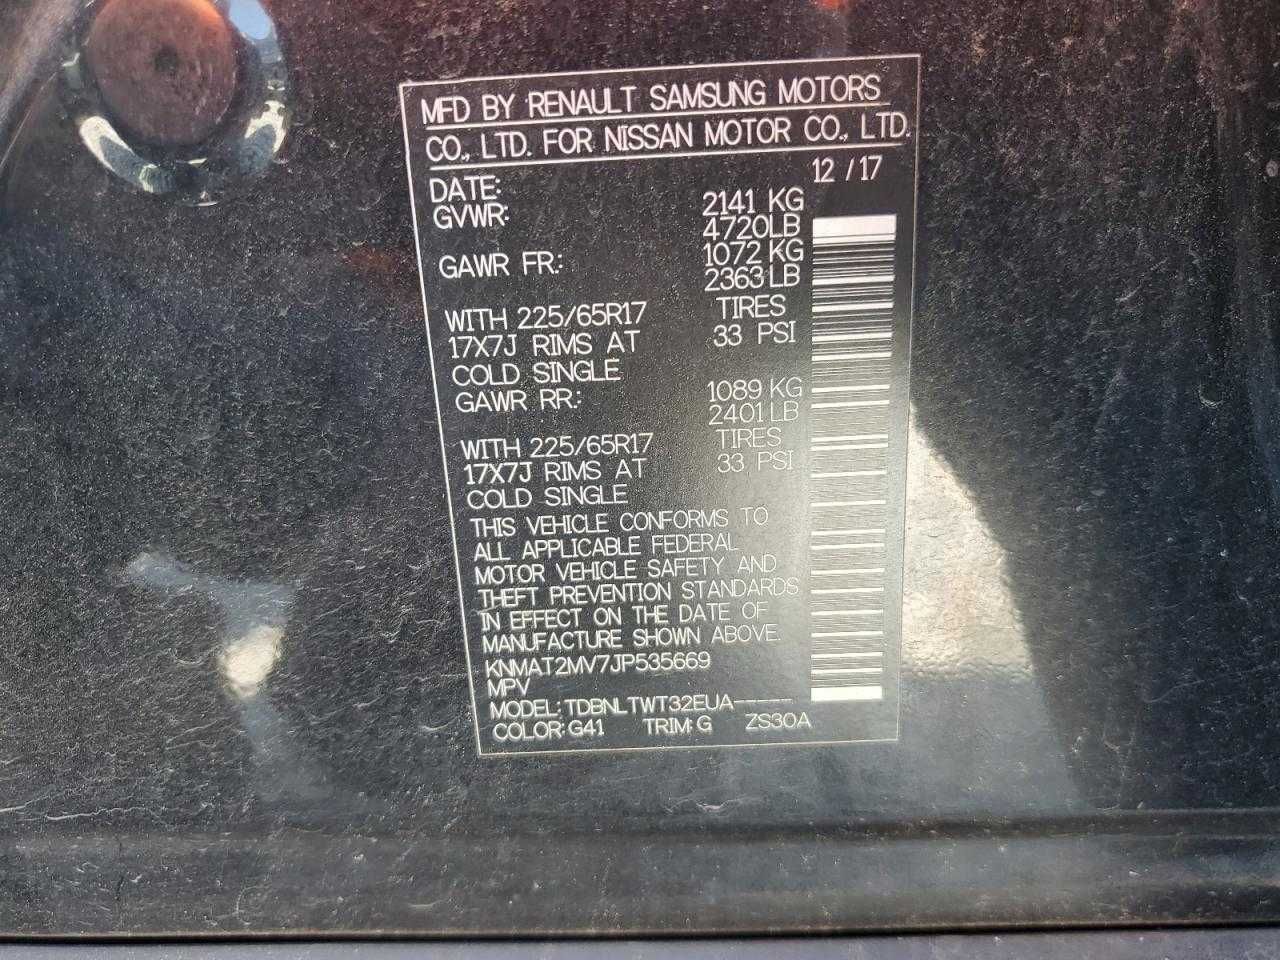 MFD BY RENAULT SAMSUNG MOTORS
CO., LTD. FOR NISSAN MOTOR CO., LTD.
DATE: 12 /17
GVWR: 2141 KG
4720LB
GAWR FR.: 1072 KG
2363LB
WITH 225/65R17 TIRES
17X7J RIMS AT 33 PSI
COLD SINGLE
GAWR RR.: 1089 KG
2401LB
WITH 225/65R17 TIRES
17X7J RIMS AT 33 PSI
COLD SINGLE
THIS VEHICLE CONFORMS TO
ALL APPLICABLE FEDERAL
MOTOR VEHICLE SAFETY AND
THEFT PREVENTION STANDARDS
IN EFFECT ON THE DATE OF
MANUFACTURE SHOWN ABOVE.
KNMAT2MV7JP535669
MPV
MODEL: TDBNLTWT32EUA-----
COLOR: G41 TRIM: G ZS30A